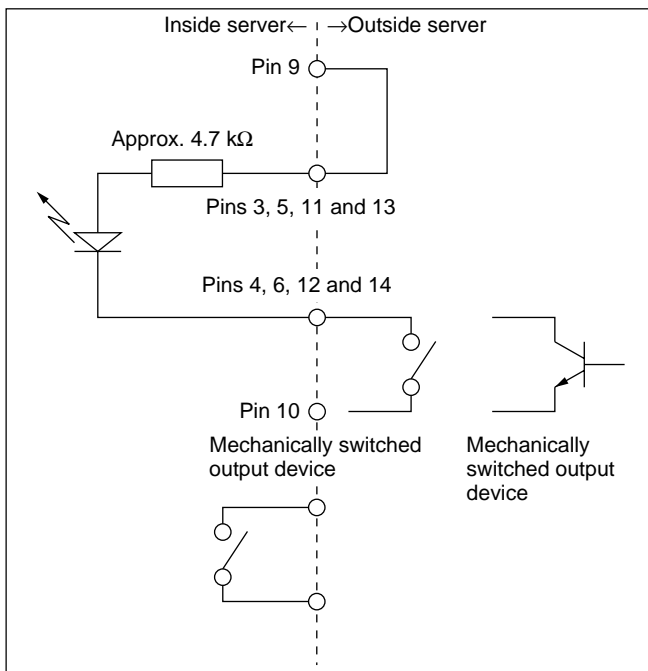 Inside server← →Outside server
Pin 9
Approx. 4.7 kΩ
Pins 3, 5, 11 and 13
Pins 4, 6, 12 and 14
Pin 10
Mechanically switched
output device
Mechanically
switched output
device